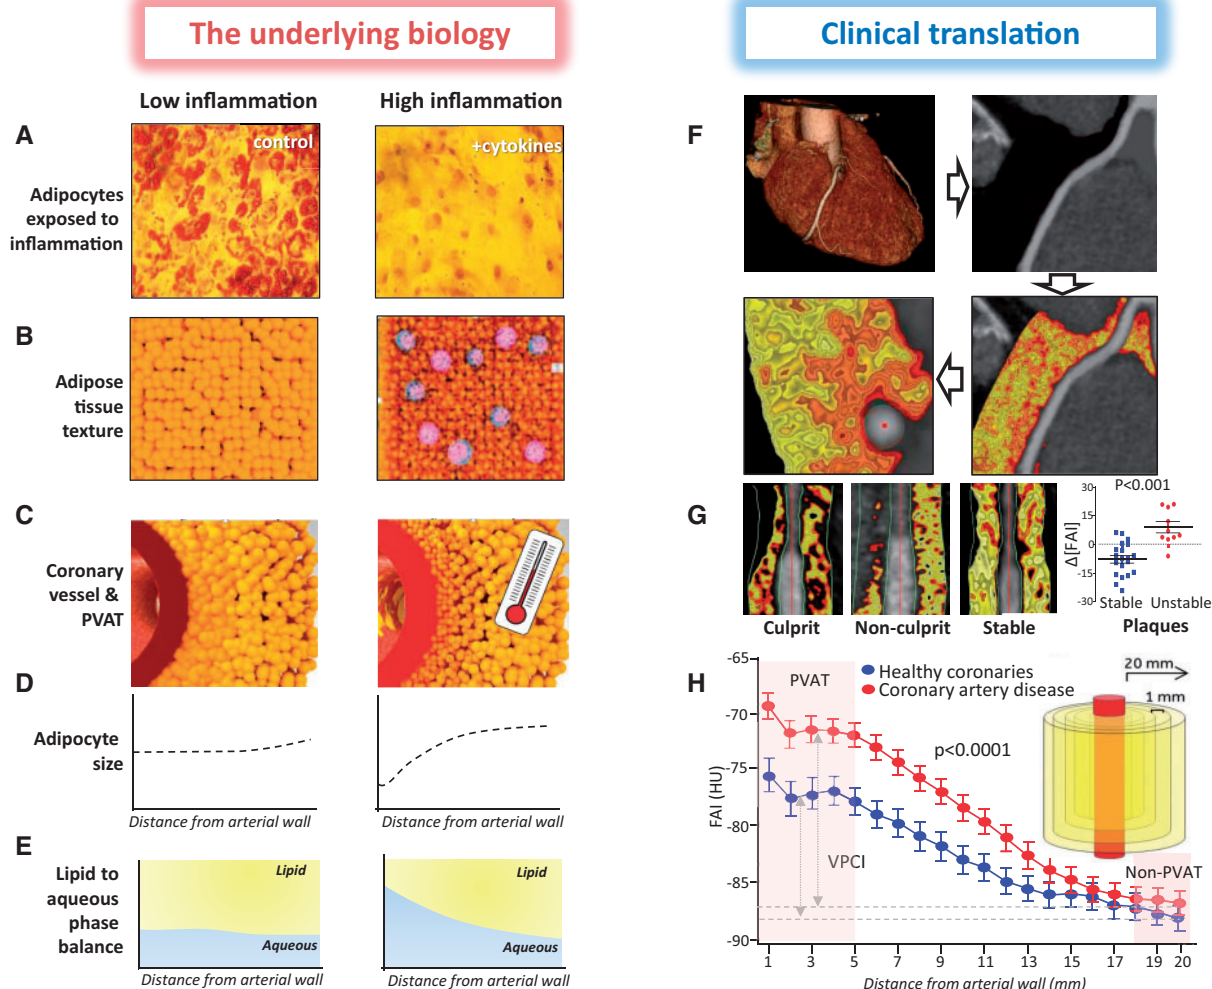 The underlying biology
Clinical translation
Low inflammation
High inflammation
A
control
+cytokines
Adipocytes
exposed to
inflammation
B
Adipose
tissue
texture
C
Coronary
vessel &
PVAT
D
Adipocyte
size
Distance from arterial wall
Distance from arterial wall
E
Lipid to
aqueous
phase
balance
Lipid
Aqueous
Lipid
Aqueous
Distance from arterial wall
Distance from arterial wall
F
G
Culprit
Non-culprit
Stable
P<0.001
Δ[FAI]
30
15
0
-15
-30
Stable
Unstable
Plaques
H
-65
-70
-75
-80
-85
-90
FAI (HU)
PVAT
Healthy coronaries
Coronary artery disease
p<0.0001
VPCI
20 mm
1 mm
Non-PVAT
1 3 5 7 9 11 13 15 17 19 20
Distance from arterial wall (mm)